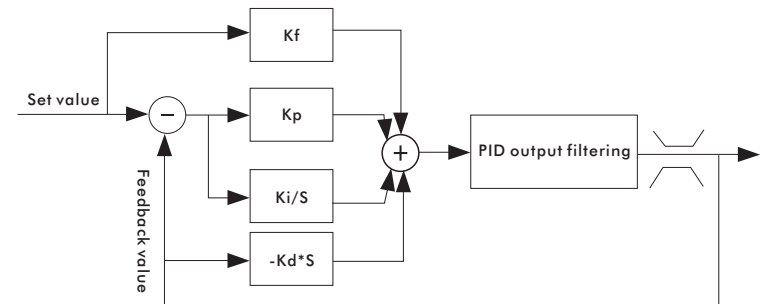 Kf
Set value
−
Kp
+
PID output filtering
Feedback value
Ki/S
-Kd*S